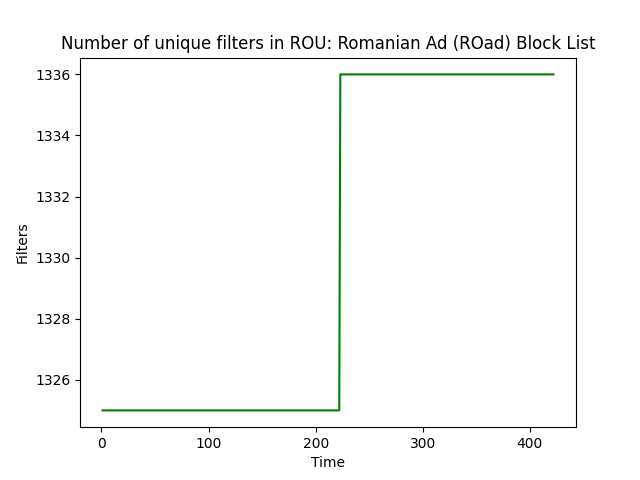 Number of unique filters in ROU: Romanian Ad (ROad) Block List
1336
1334
1332
1330
1328
1326
Filters
0 100 200 300 400
Time